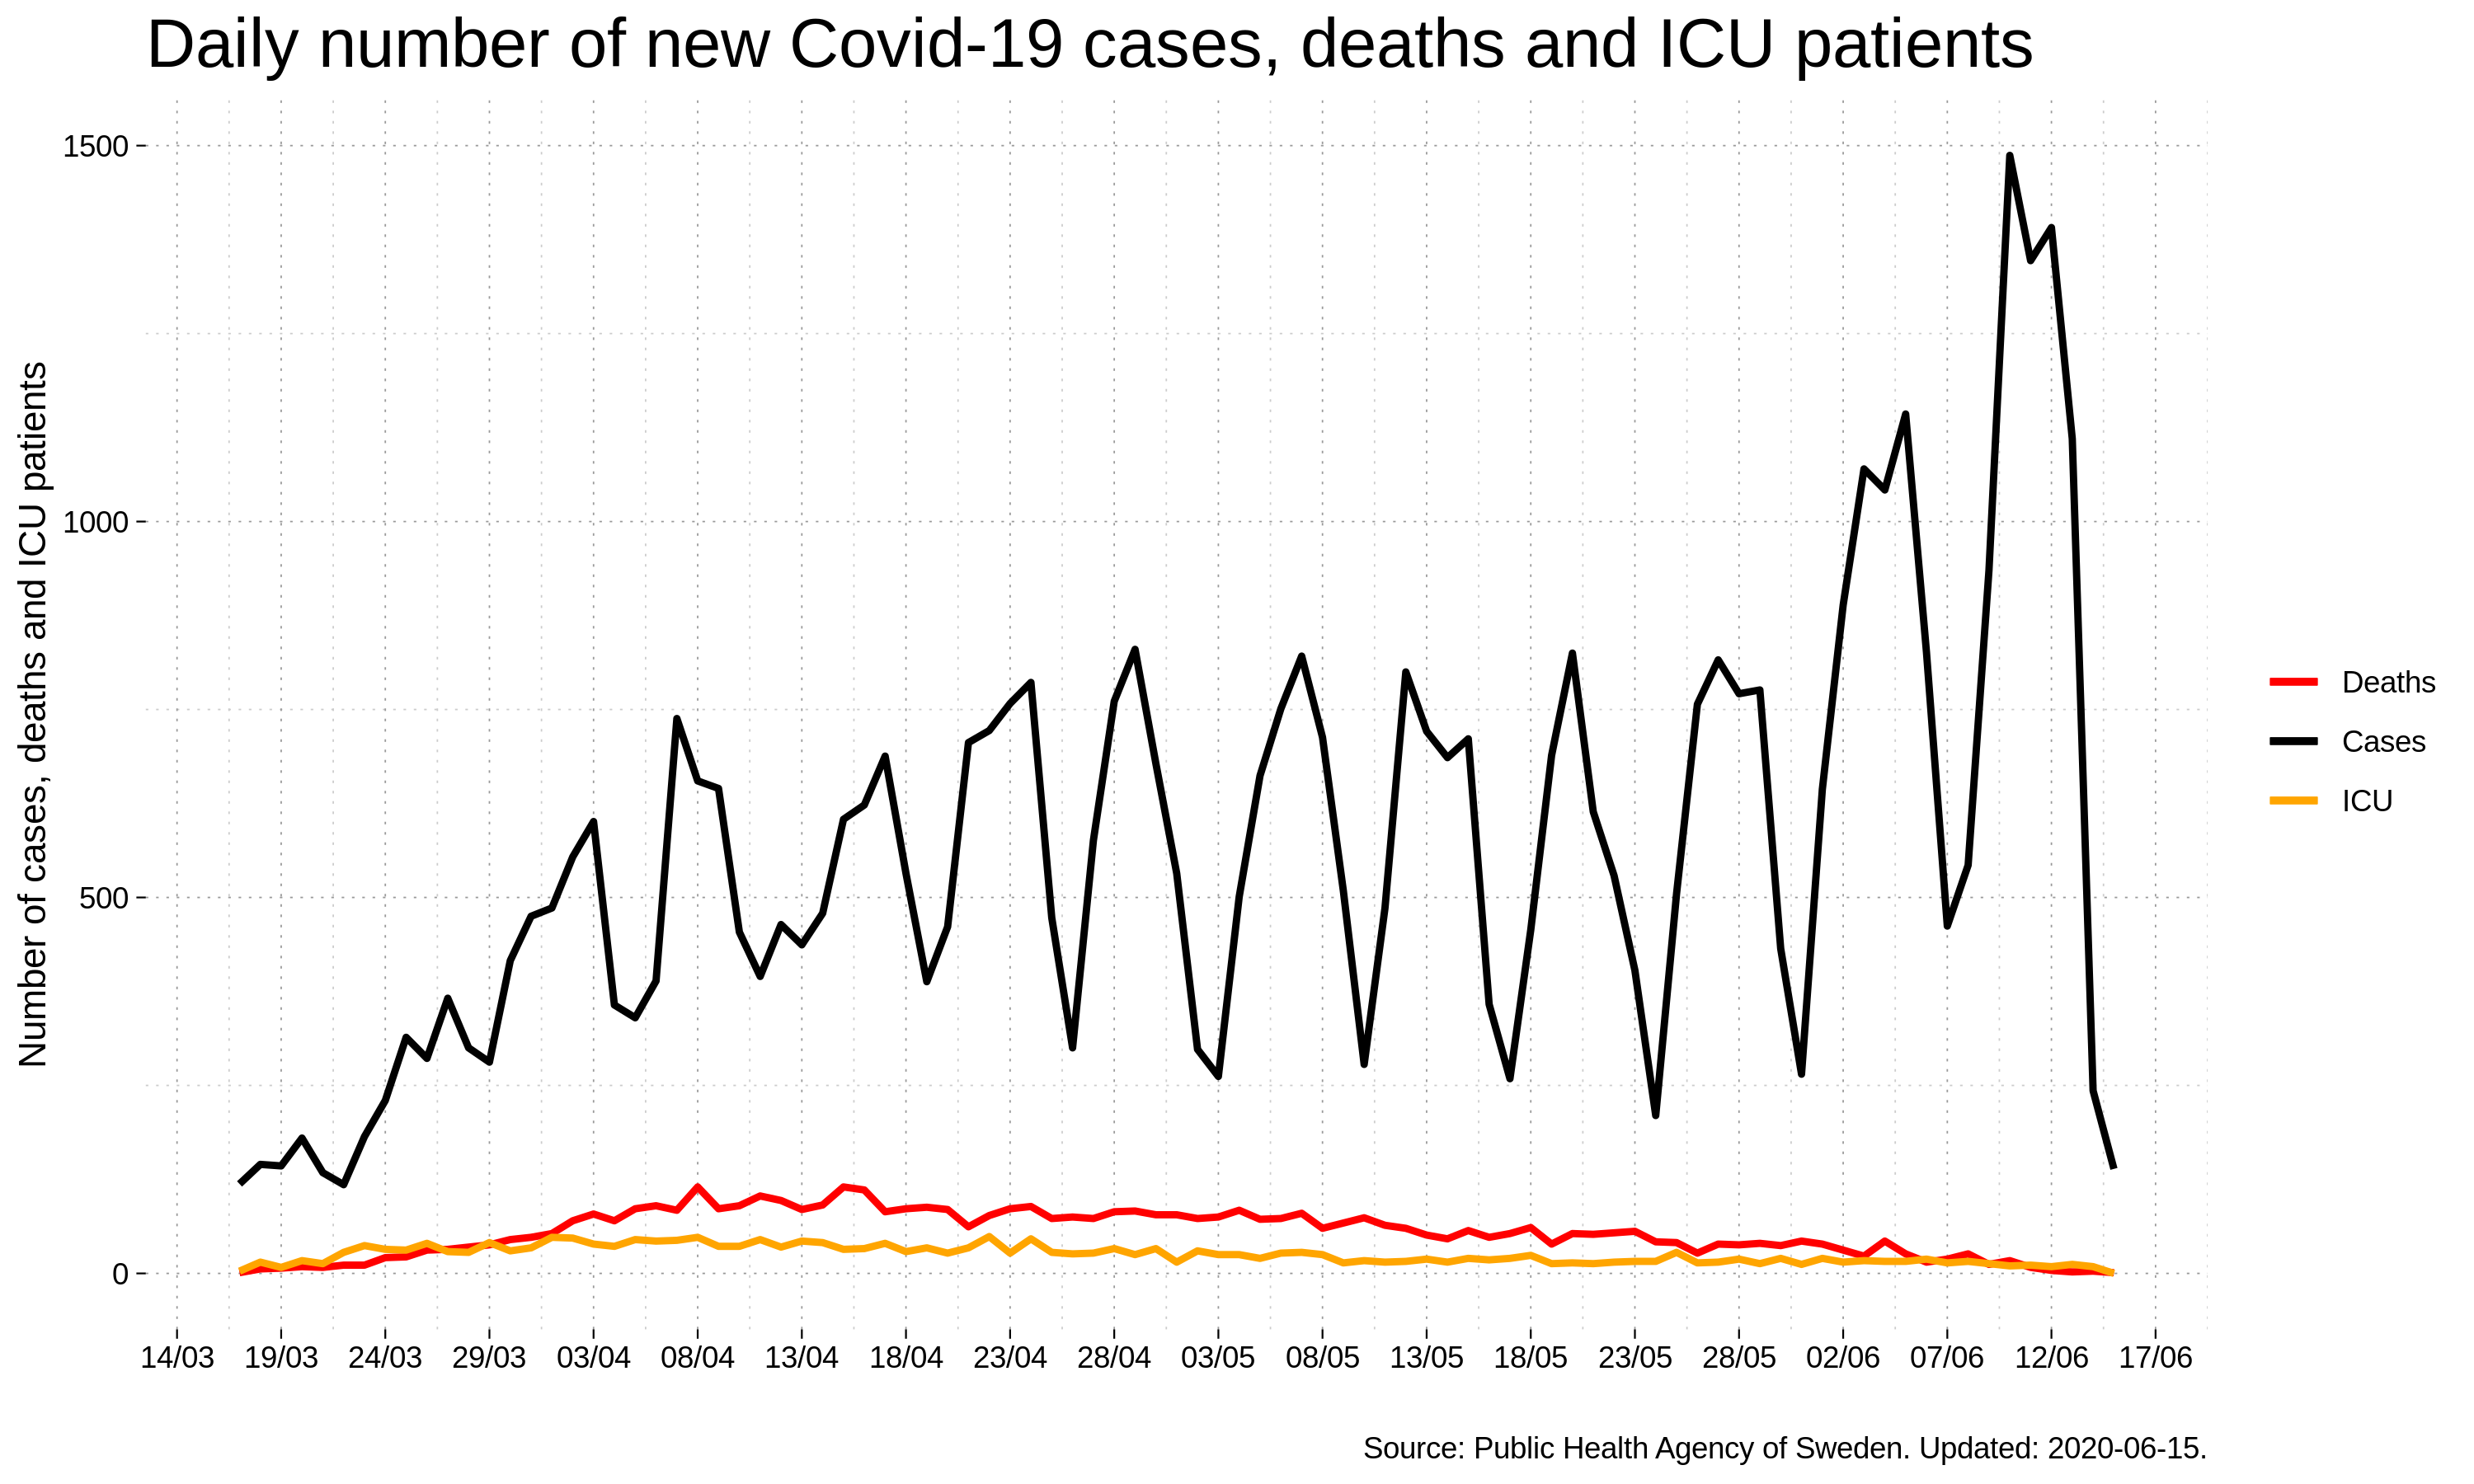 Daily number of new Covid-19 cases, deaths and ICU patients
Number of cases, deaths and ICU patients
1500
1000
500
0
14/03 19/03 24/03 29/03 03/04 08/04 13/04 18/04 23/04 28/04 03/05 08/05 13/05 18/05 23/05 28/05 02/06 07/06 12/06 17/06
Deaths
Cases
ICU
Source: Public Health Agency of Sweden. Updated: 2020-06-15.